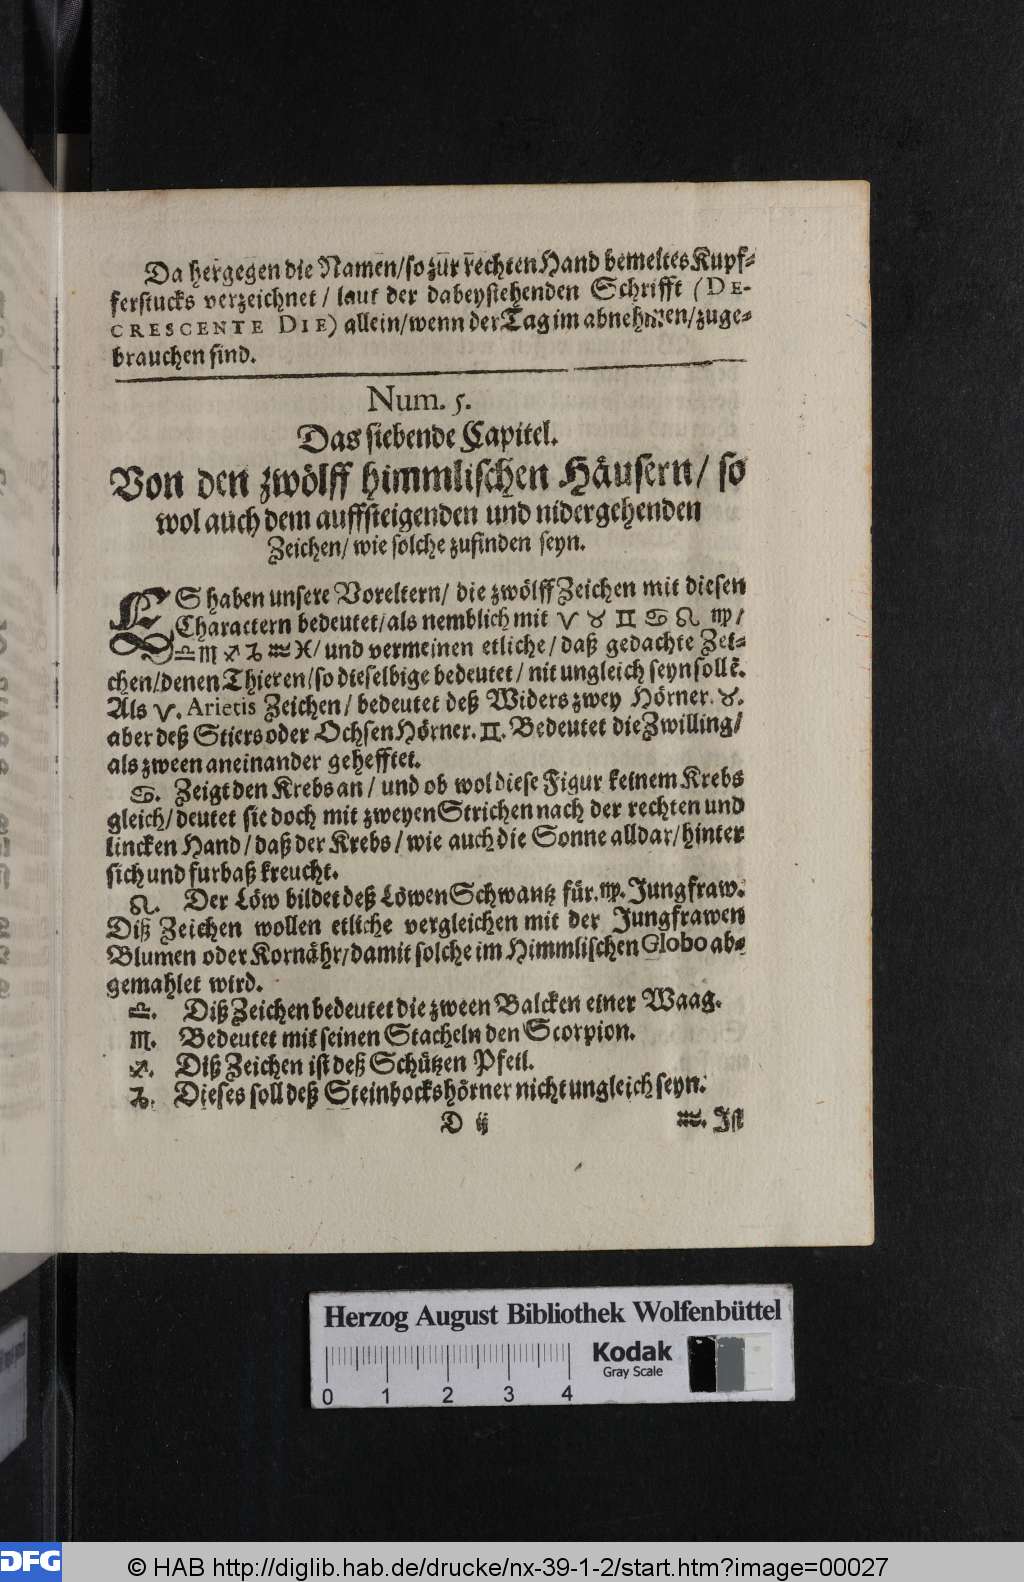 Da hergegen die Namen/so zur rechten Hand bemeltes Kupf-
ferstucks verzeichnet / laut der dabeystehenden Schrifft (DE-
CRESCENTE DIE) allein/wenn der Tag im abnehmen/zuge-
brauchen sind.
Num. 5.
Das siebende Capitel.
Von den zwölff himmlischen Häusern/ so
wol auch dem auffsteigenden und nidergehenden
Zeichen/ wie solche zufinden seyn.
ES haben unsere Voreltern/ die zwölff Zeichen mit diesen
Charactern bedeutet/als nemblich mit ♈ ♉ ♊ ♋ ♌ ♍/
♎ ♏ ♐ ♑ ♒ ♓/ und vermeinen etliche/ daß gedachte Zei-
chen/denen Thieren/so dieselbige bedeutet/ nit ungleich seyn sollẽ.
Als ♈. Arietis Zeichen/ bedeutet deß Widers zwey Hörner. ♉.
aber deß Stiers oder Ochsen Hörner. ♊. Bedeutet die Zwilling/
als zween aneinander gehefftet.
♋. Zeigt den Krebs an/ und ob wol diese Figur keinem Krebs
gleich/deutet sie doch mit zweyen Strichen nach der rechten und
lincken Hand/ daß der Krebs/ wie auch die Sonne alldar/hinter
sich und furbaß kreucht.
♌. Der Löw bildet deß Löwen Schwantz für. ♍. Jungfraw.
Diß Zeichen wollen etliche vergleichen mit der Jungfrawen
Blumen oder Kornähr/damit solche im Himmlischen Globo ab-
gemahlet wird.
♎. Diß Zeichen bedeutet die zween Balcken einer Waag.
♏. Bedeutet mit seinen Stacheln den Scorpion.
♐. Diß Zeichen ist deß Schützen Pfeil.
♑. Dieses soll deß Steinbockshörner nicht ungleich seyn.
D ij ♒. Ist
Herzog August Bibliothek Wolfenbüttel
Kodak
Gray Scale
0 1 2 3 4
DFG © HAB http://diglib.hab.de/drucke/nx-39-1-2/start.htm?image=00027